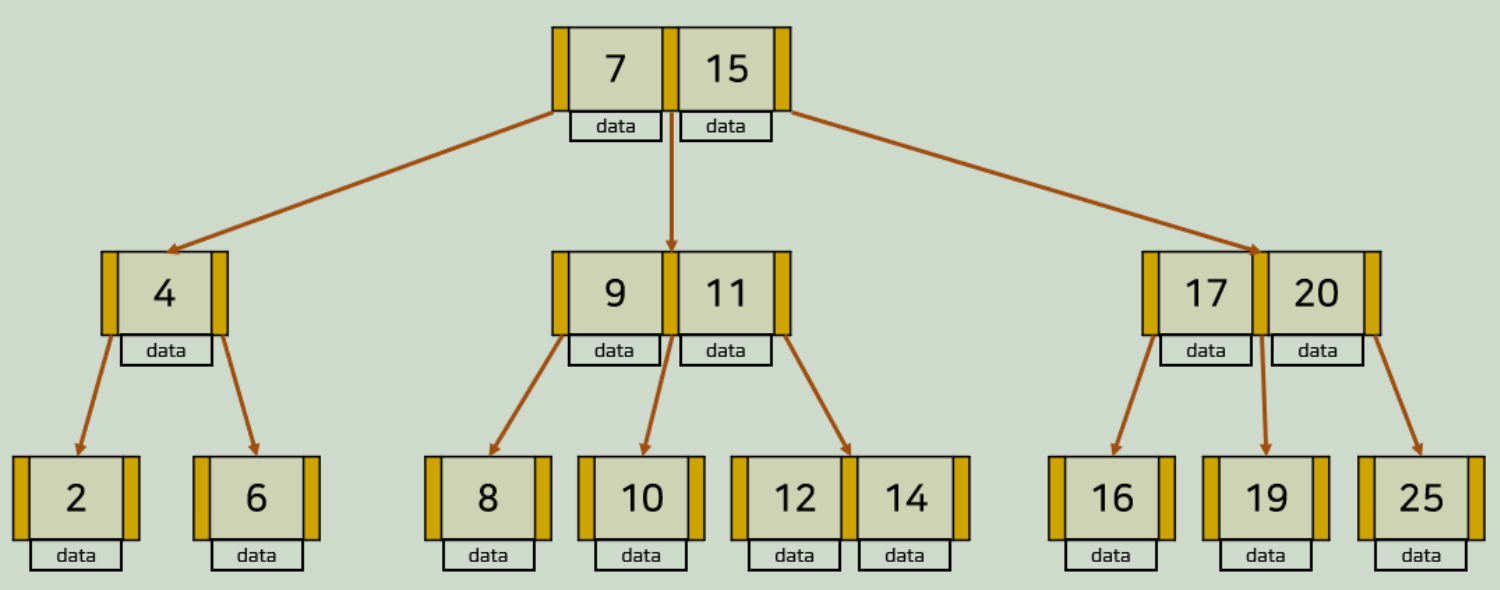 7 15
data data
4 9 11 17 20
data data data data data
2 6 8 10 12 14 16 19 25
data data data data data data data data data